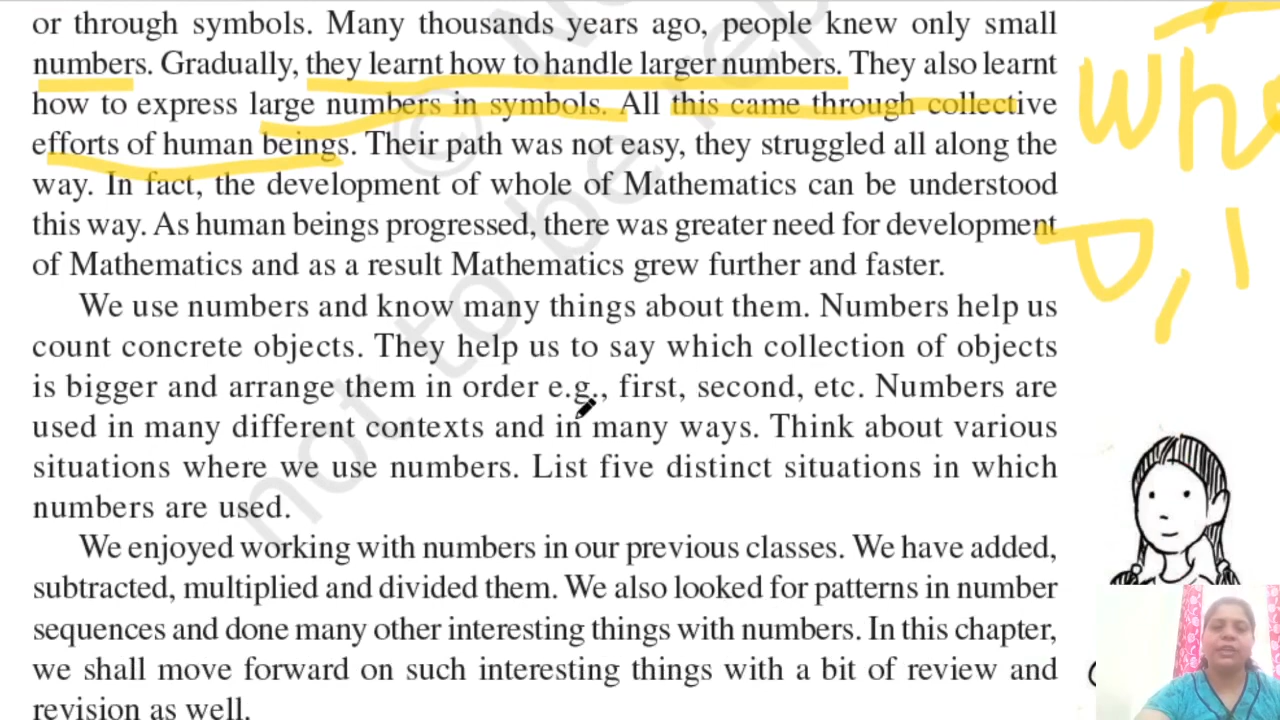 or through symbols. Many thousands years ago, people knew only small
numbers. Gradually, they learnt how to handle larger numbers. They also learnt
how to express large numbers in symbols. All this came through collective
efforts of human beings. Their path was not easy, they struggled all along the
way. In fact, the development of whole of Mathematics can be understood
this way. As human beings progressed, there was greater need for development
of Mathematics and as a result Mathematics grew further and faster.
We use numbers and know many things about them. Numbers help us
count concrete objects. They help us to say which collection of objects
is bigger and arrange them in order e.g., first, second, etc. Numbers are
used in many different contexts and in many ways. Think about various
situations where we use numbers. List five distinct situations in which
numbers are used.
We enjoyed working with numbers in our previous classes. We have added,
subtracted, multiplied and divided them. We also looked for patterns in number
sequences and done many other interesting things with numbers. In this chapter,
we shall move forward on such interesting things with a bit of review and
revision as well.
who
0, 1
not to be rep